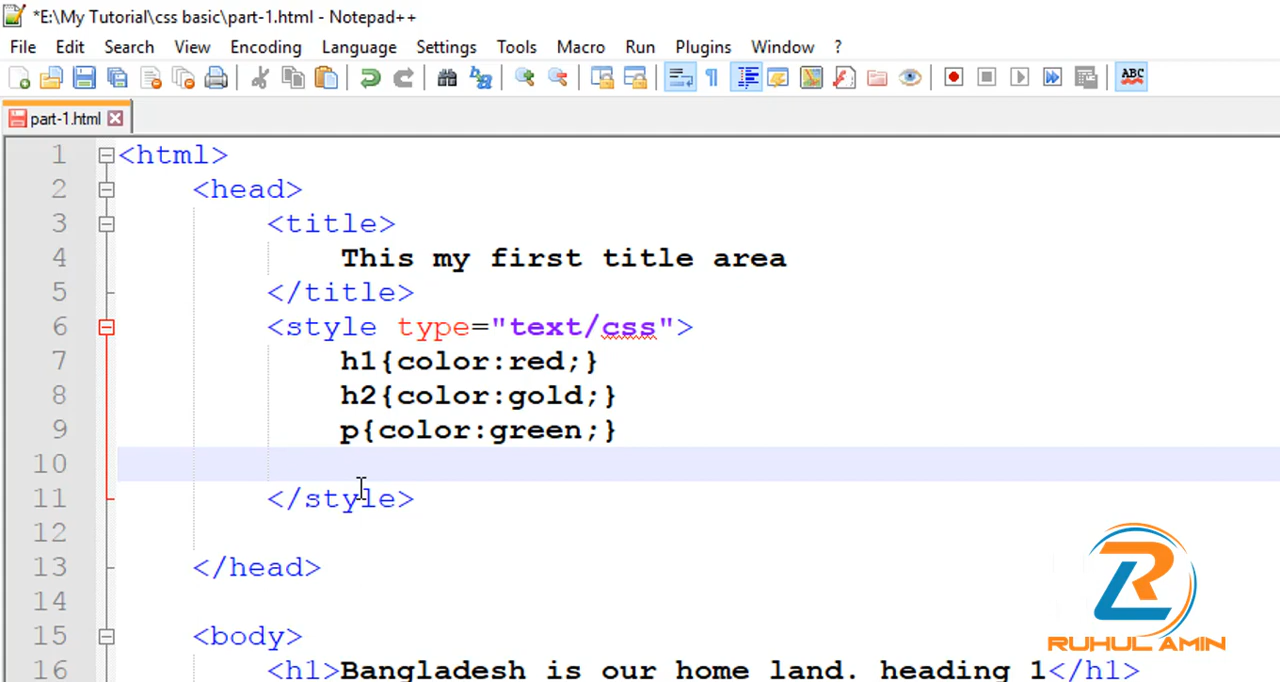 *E:\My Tutorial\css basic\part-1.html - Notepad++
File Edit Search View Encoding Language Settings Tools Macro Run Plugins Window ?
ABC
part-1.html
1 <html>
2 <head>
3 <title>
4 This my first title area
5 </title>
6 <style type="text/css">
7 h1{color:red;}
8 h2{color:gold;}
9 p{color:green;}
10
11 </style>
12
13 </head>
14
15 <body>
16 <h1>Bangladesh is our home land. heading 1</h1>
RUHUL AMIN